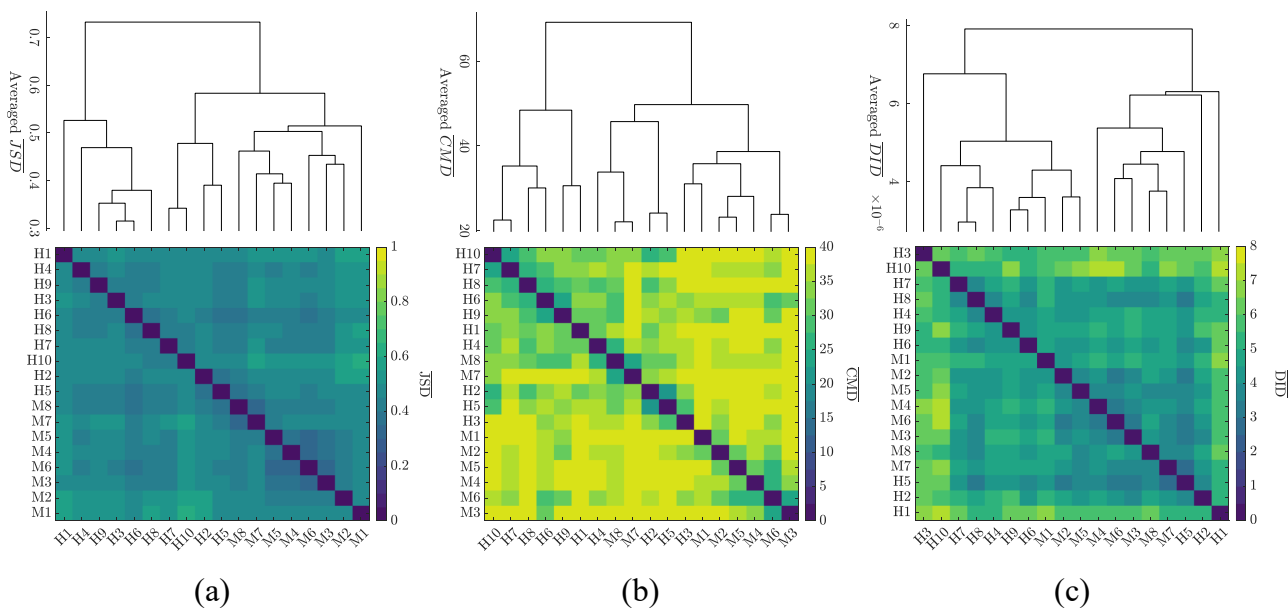 Averaged JSD
0.7
0.6
0.5
0.4
0.3
H1
H4
H9
H3
H6
H8
H7
H10
H2
H5
M8
M7
M5
M4
M6
M3
M2
M1
H1 H4 H9 H3 H6 H8 H7 H10 H2 H5 M8 M7 M5 M4 M6 M3 M2 M1
1
0.8
0.6
0.4
0.2
0
JSD
(a)
Averaged CMD
60
40
20
H10
H7
H8
H6
H9
H1
H4
M8
M7
H2
H5
H3
M1
M2
M5
M4
M6
M3
H10 H7 H8 H6 H9 H1 H4 M8 M7 H2 H5 H3 M1 M2 M5 M4 M6 M3
40
35
30
25
20
15
10
5
0
CMD
(b)
Averaged DID
8
6
4
×10⁻⁶
H3
H10
H7
H8
H4
H9
H6
M1
M2
M5
M4
M6
M3
M8
M7
H5
H2
H1
H3 H10 H7 H8 H4 H9 H6 M1 M2 M5 M4 M6 M3 M8 M7 H5 H2 H1
8
7
6
5
4
3
2
1
0
DID
(c)